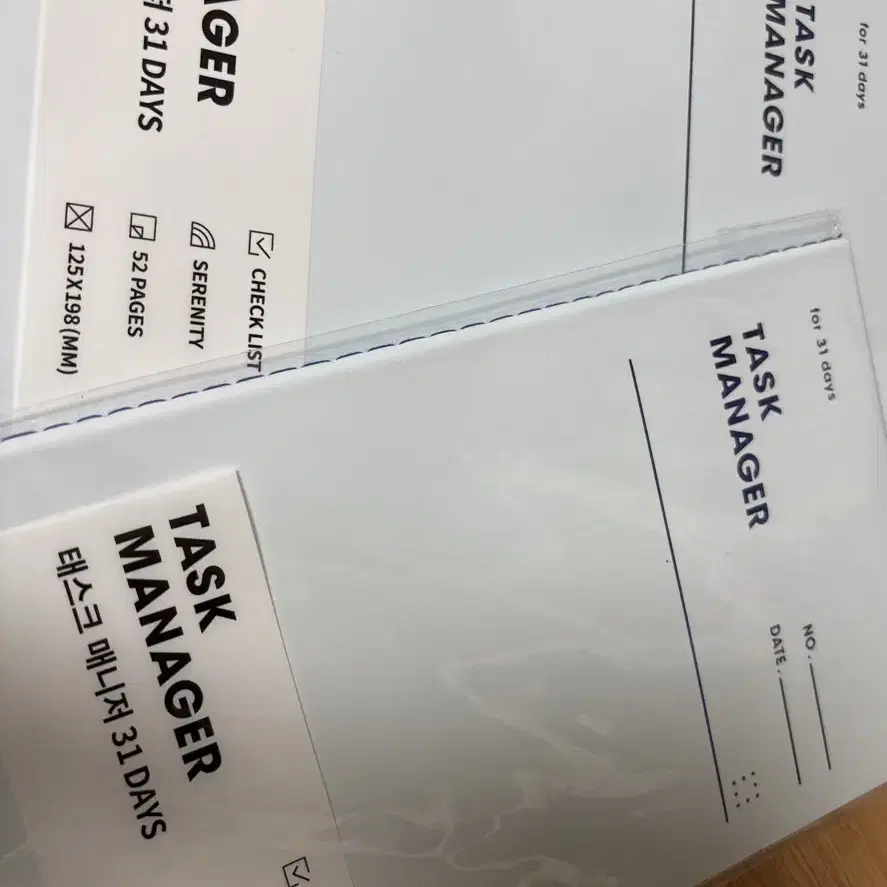 AGER
저 31 DAYS
CHECK LIST
SERENITY
52 PAGES
125X198(MM)
for 31 days
TASK
MANAGER
for 31 days
TASK
MANAGER
NO.
DATE.
TASK
MANAGER
태스크 매니저 31 DAYS